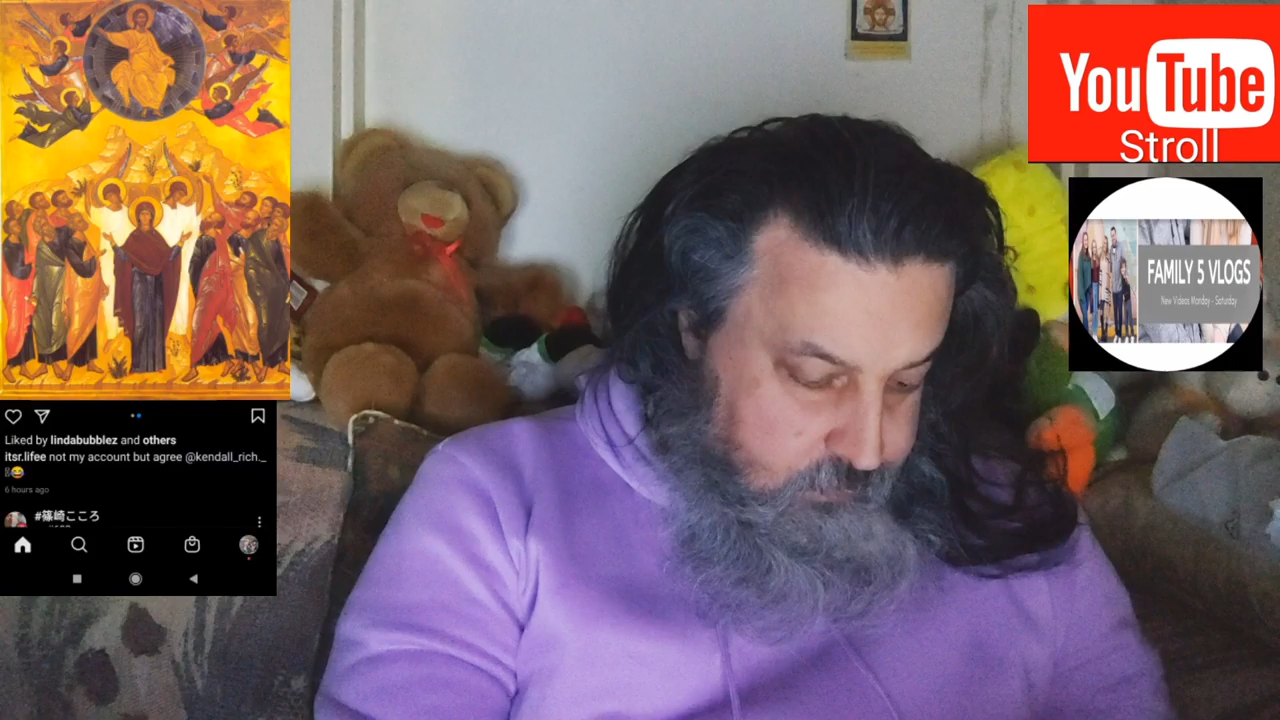 YouTube
Stroll
FAMILY 5 VLOGS
New Videos Monday - Saturday
Liked by lindabubblez and others
itsr.lifee not my account but agree @kendall_rich._
6 hours ago
#篠崎こころ